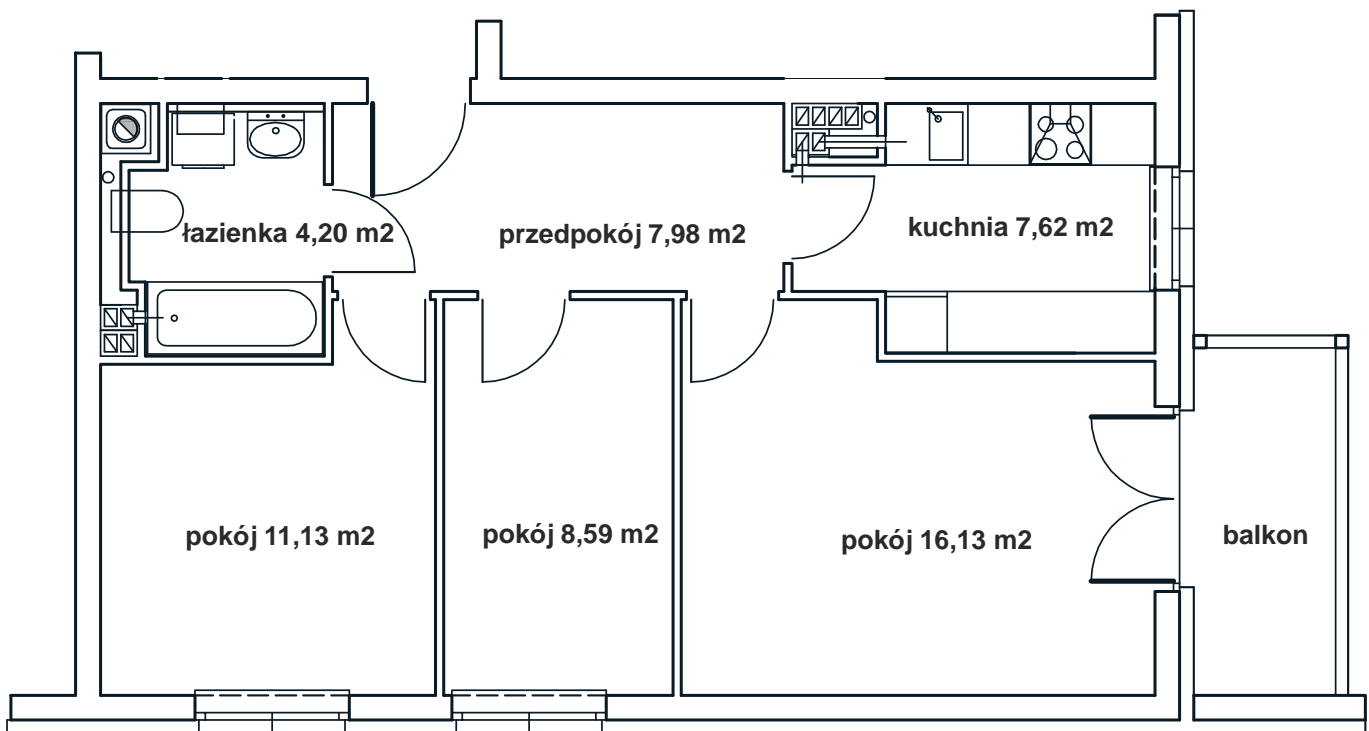 łazienka 4,20 m2
przedpokój 7,98 m2
kuchnia 7,62 m2
pokój 11,13 m2
pokój 8,59 m2
pokój 16,13 m2
balkon